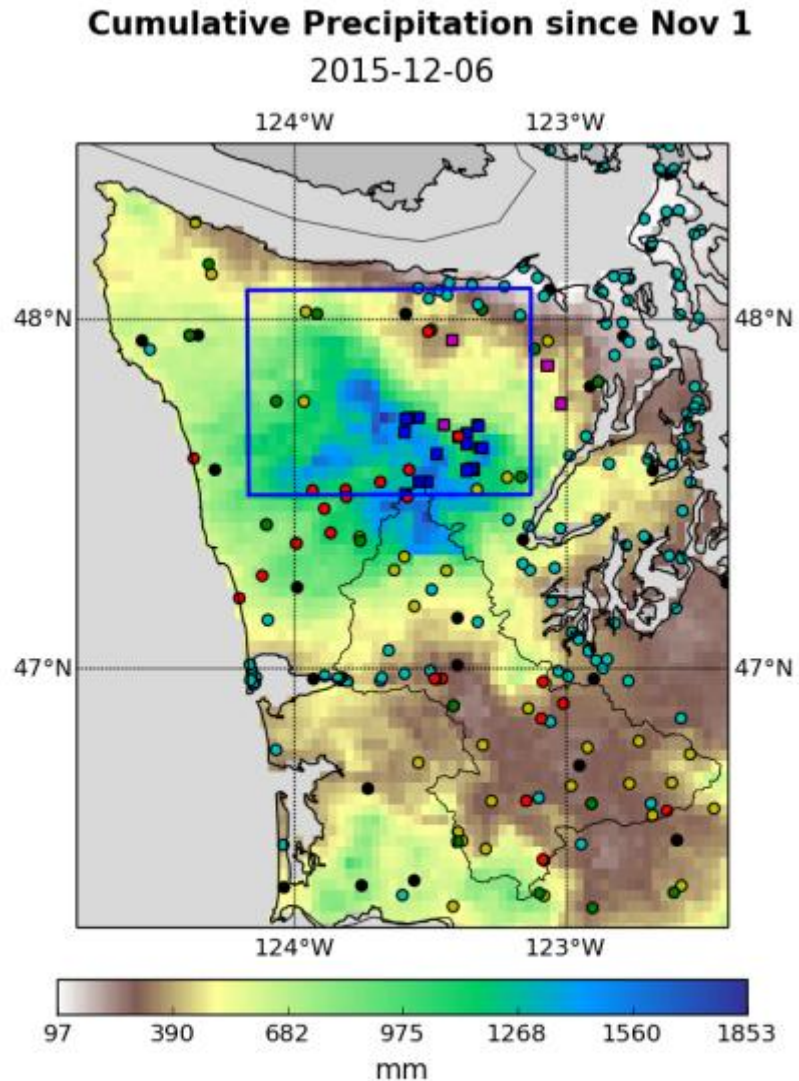 Cumulative Precipitation since Nov 1
2015-12-06
124°W 123°W
48°N 48°N
47°N 47°N
124°W 123°W
97 390 682 975 1268 1560 1853
mm